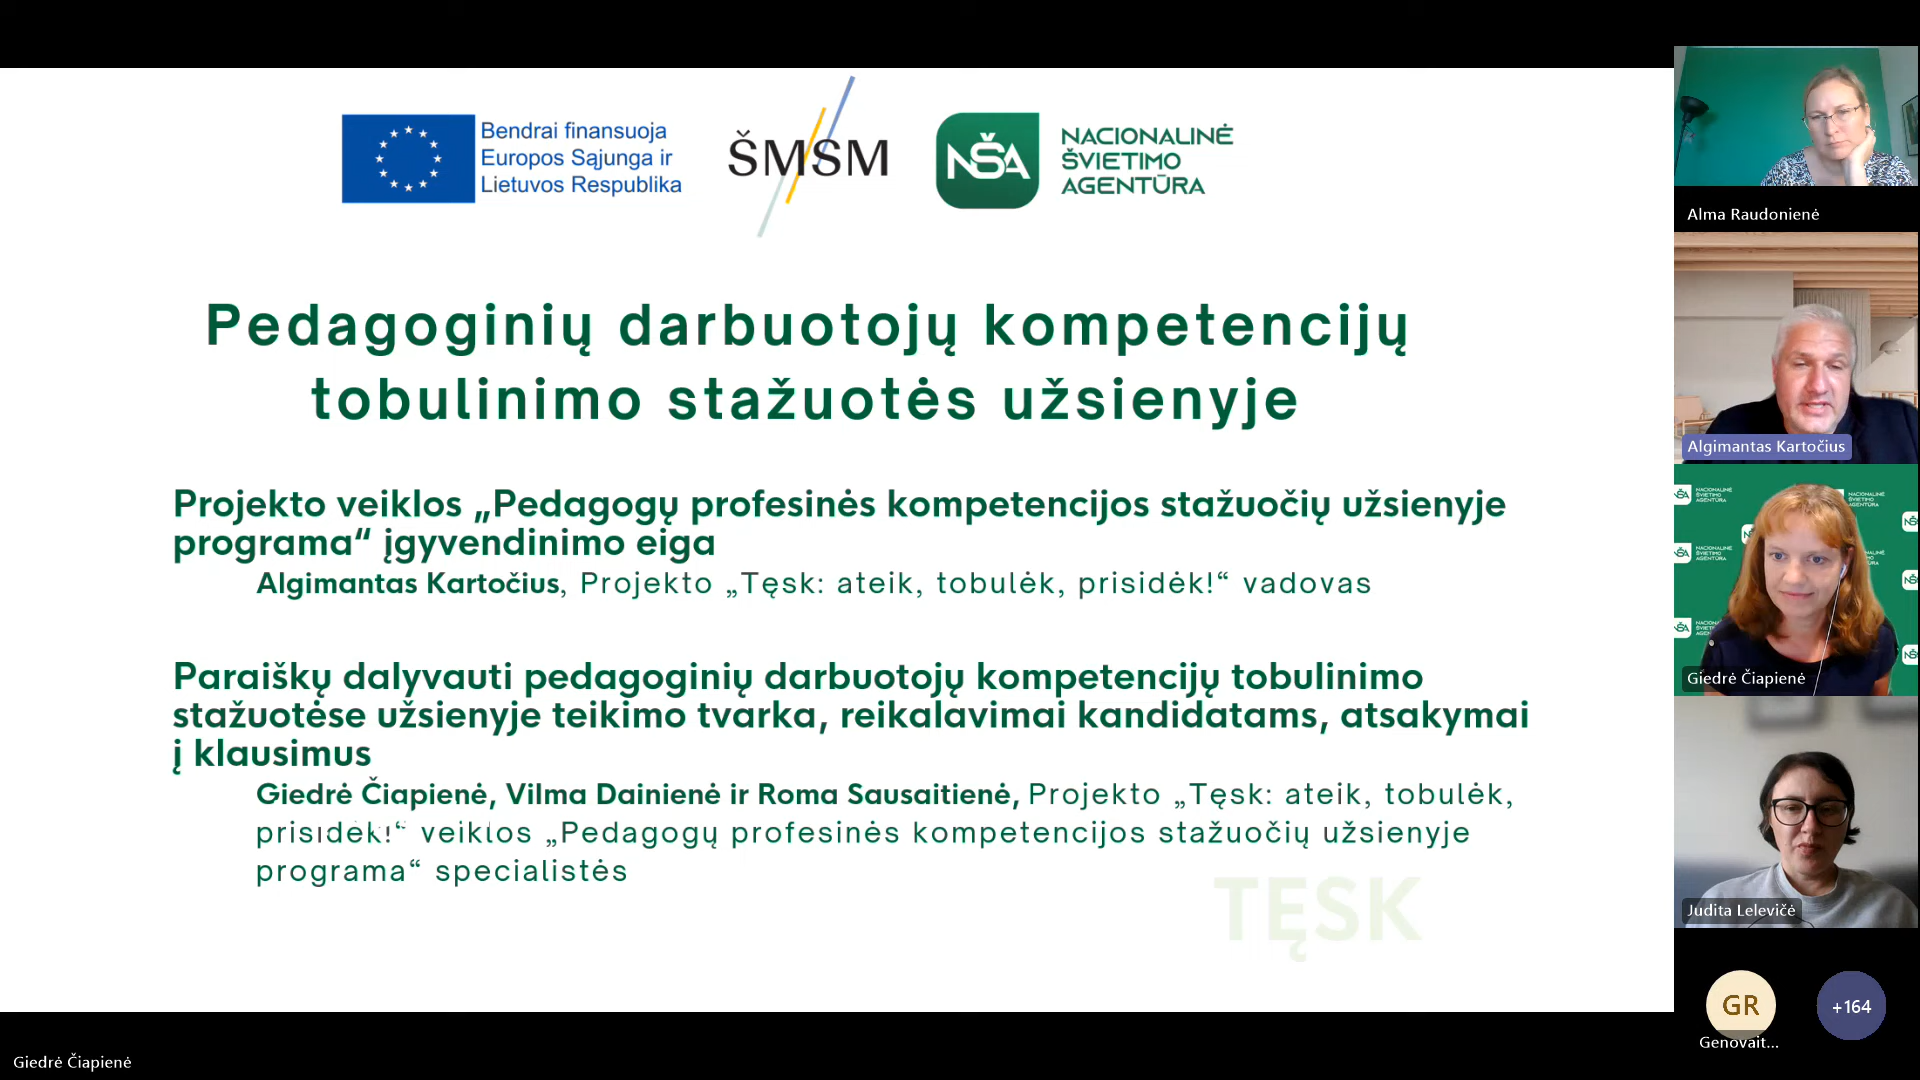 Bendrai finansuoja
Europos Sąjunga ir
Lietuvos Respublika
ŠMSM
NŠA
NACIONALINĖ
ŠVIETIMO
AGENTŪRA
Pedagoginių darbuotojų kompetencijų
tobulinimo stažuotės užsienyje
Projekto veiklos „Pedagogų profesinės kompetencijos stažuočių užsienyje
programa“ įgyvendinimo eiga
Algimantas Kartočius, Projekto „Tęsk: ateik, tobulėk, prisidėk!“ vadovas
Paraiškų dalyvauti pedagoginių darbuotojų kompetencijų tobulinimo
stažuotėse užsienyje teikimo tvarka, reikalavimai kandidatams, atsakymai
į klausimus
Giedrė Čiapienė, Vilma Dainienė ir Roma Sausaitienė, Projekto „Tęsk: ateik, tobulėk,
prisidėk!“ veiklos „Pedagogų profesinės kompetencijos stažuočių užsienyje
programa“ specialistės
TĘSK
Alma Raudonienė
Algimantas Kartočius
Giedrė Čiapienė
Judita Lelevičė
GR
Genovait...
+164
Giedrė Čiapienė